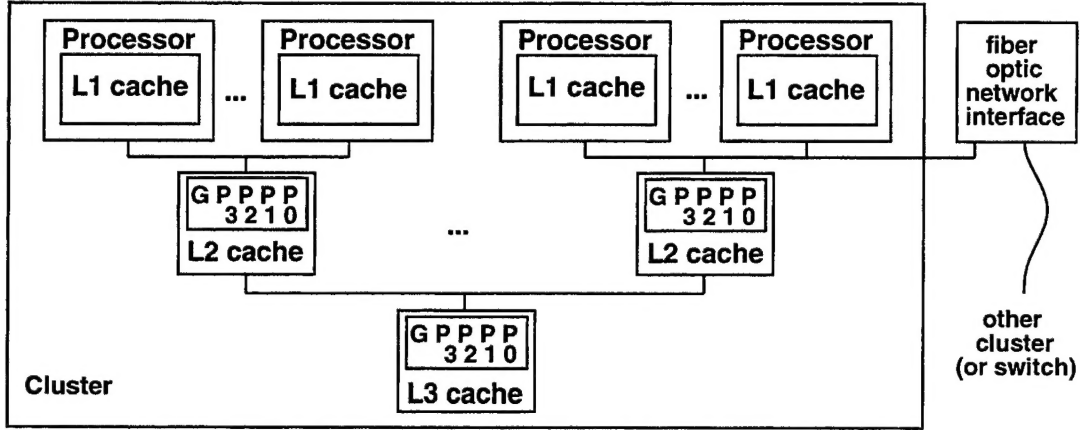 Processor
L1 cache
...
Processor
L1 cache
Processor
L1 cache
...
Processor
L1 cache
fiber
optic
network
interface
G P P P P
3 2 1 0
L2 cache
...
G P P P P
3 2 1 0
L2 cache
G P P P P
3 2 1 0
L3 cache
Cluster
other
cluster
(or switch)